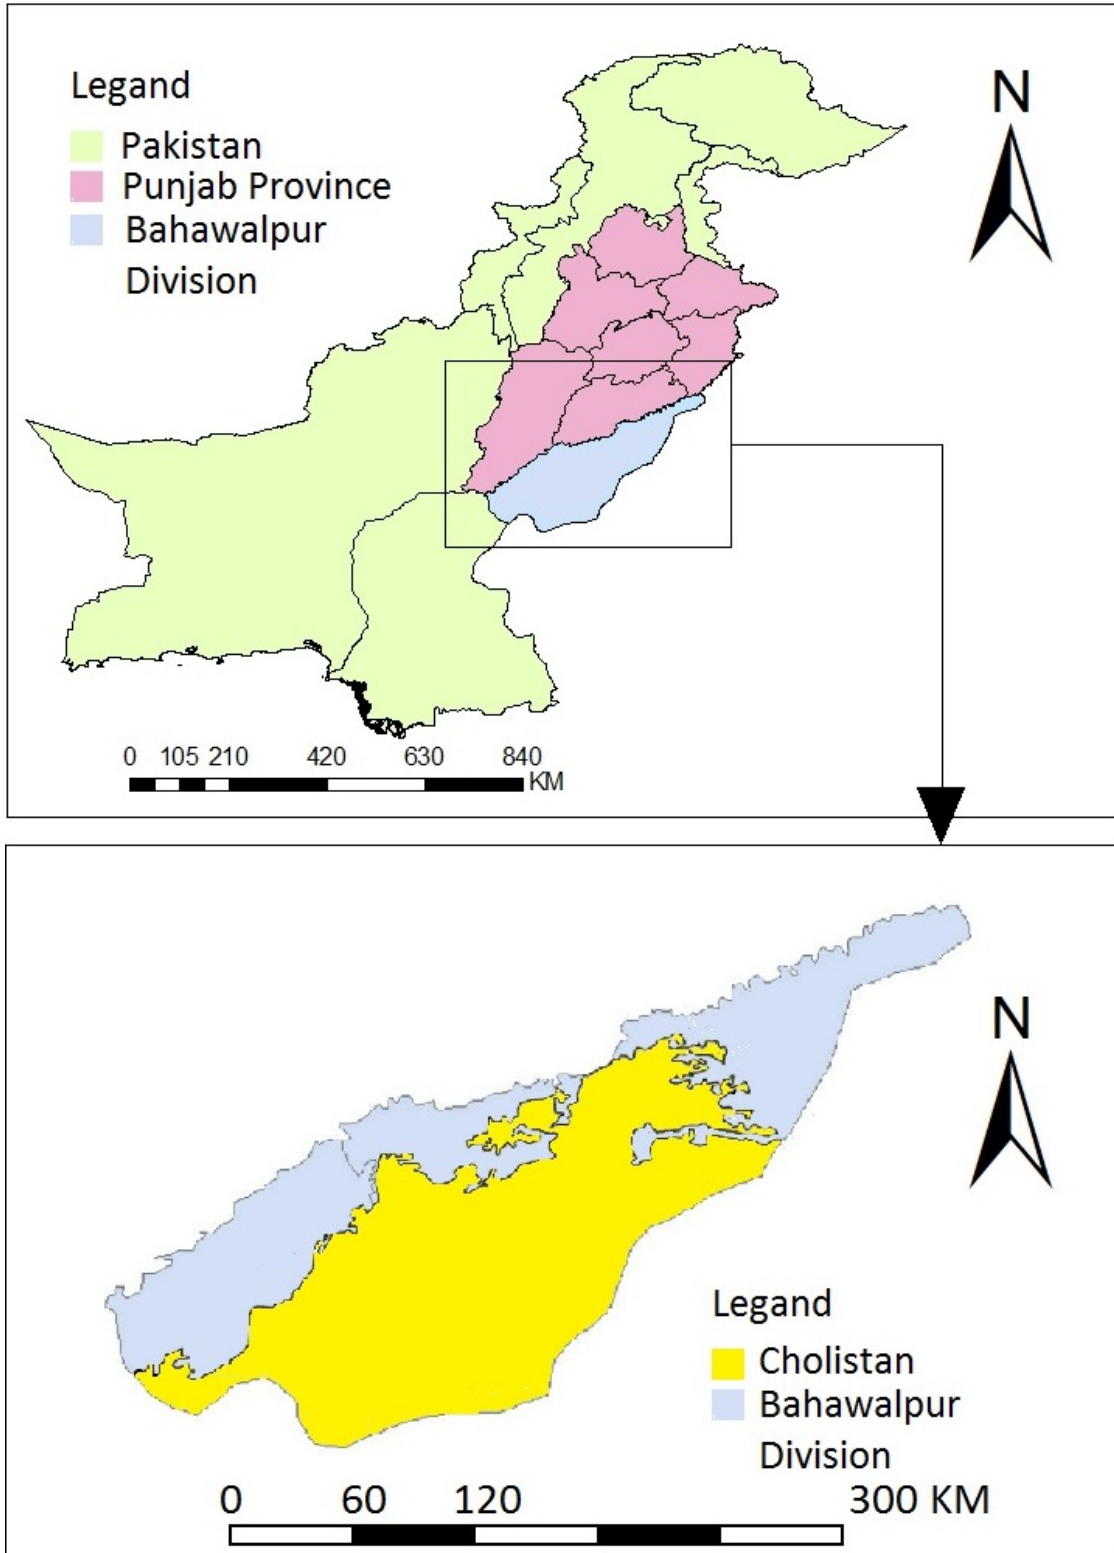 Legand
Pakistan
Punjab Province
Bahawalpur
Division
N
0 105 210 420 630 840
KM
N
Legand
Cholistan
Bahawalpur
Division
0 60 120 300 KM